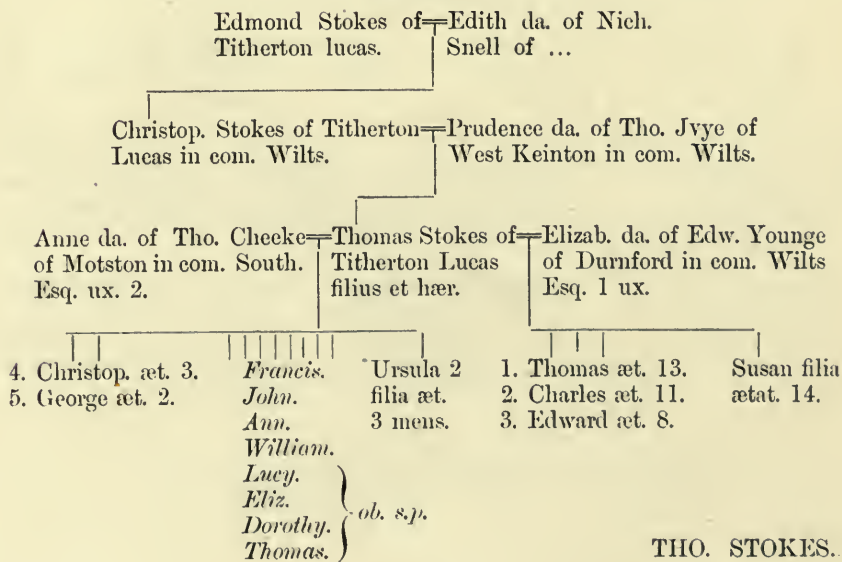 Edmond Stokes of Edith da. of Nich.
Titherton lucas. Snell of ...
Christop. Stokes of Titherton Prudence da. of Tho. Jvye of
Lucas in com. Wilts. West Keinton in com. Wilts.
Anne da. of Tho. Cheeke Thomas Stokes of Elizab. da. of Edw. Younge
of Motston in com. South. Titherton Lucas of Durnford in com. Wilts
Esq. ux. 2. filius et hær. Esq. 1 ux.
4. Christop. æt. 3. Francis. Ursula 2 1. Thomas æt. 13. Susan filia
5. George æt. 2. John. filia æt. 2. Charles æt. 11. ætat. 14.
Ann. 3 mens. 3. Edward æt. 8.
William.
Lucy.
Eliz.
ob. s.p.
Dorothy.
Thomas.
THO. STOKES.